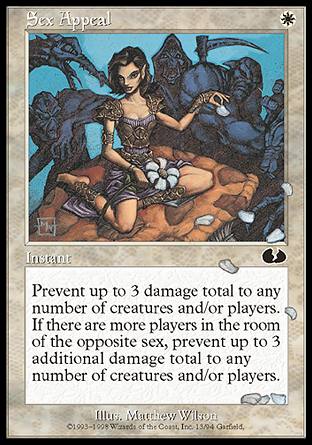 Sex Appeal
MW
Instant
Prevent up to 3 damage total to any
number of creatures and/or players.
If there are more players in the room
of the opposite sex, prevent up to 3
additional damage total to any
number of creatures and/or players.
Illus. Matthew Wilson
©1993–1998 Wizards of the Coast, Inc. 15/94 Garfield,